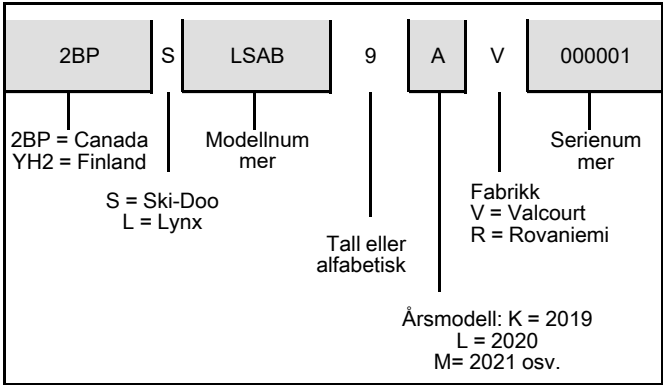 2BP S LSAB 9 A V 000001
2BP = Canada
YH2 = Finland
Modellnum
mer
Serienum
mer
S = Ski-Doo
L = Lynx
Fabrikk
V = Valcourt
R = Rovaniemi
Tall eller
alfabetisk
Årsmodell: K = 2019
L = 2020
M= 2021 osv.